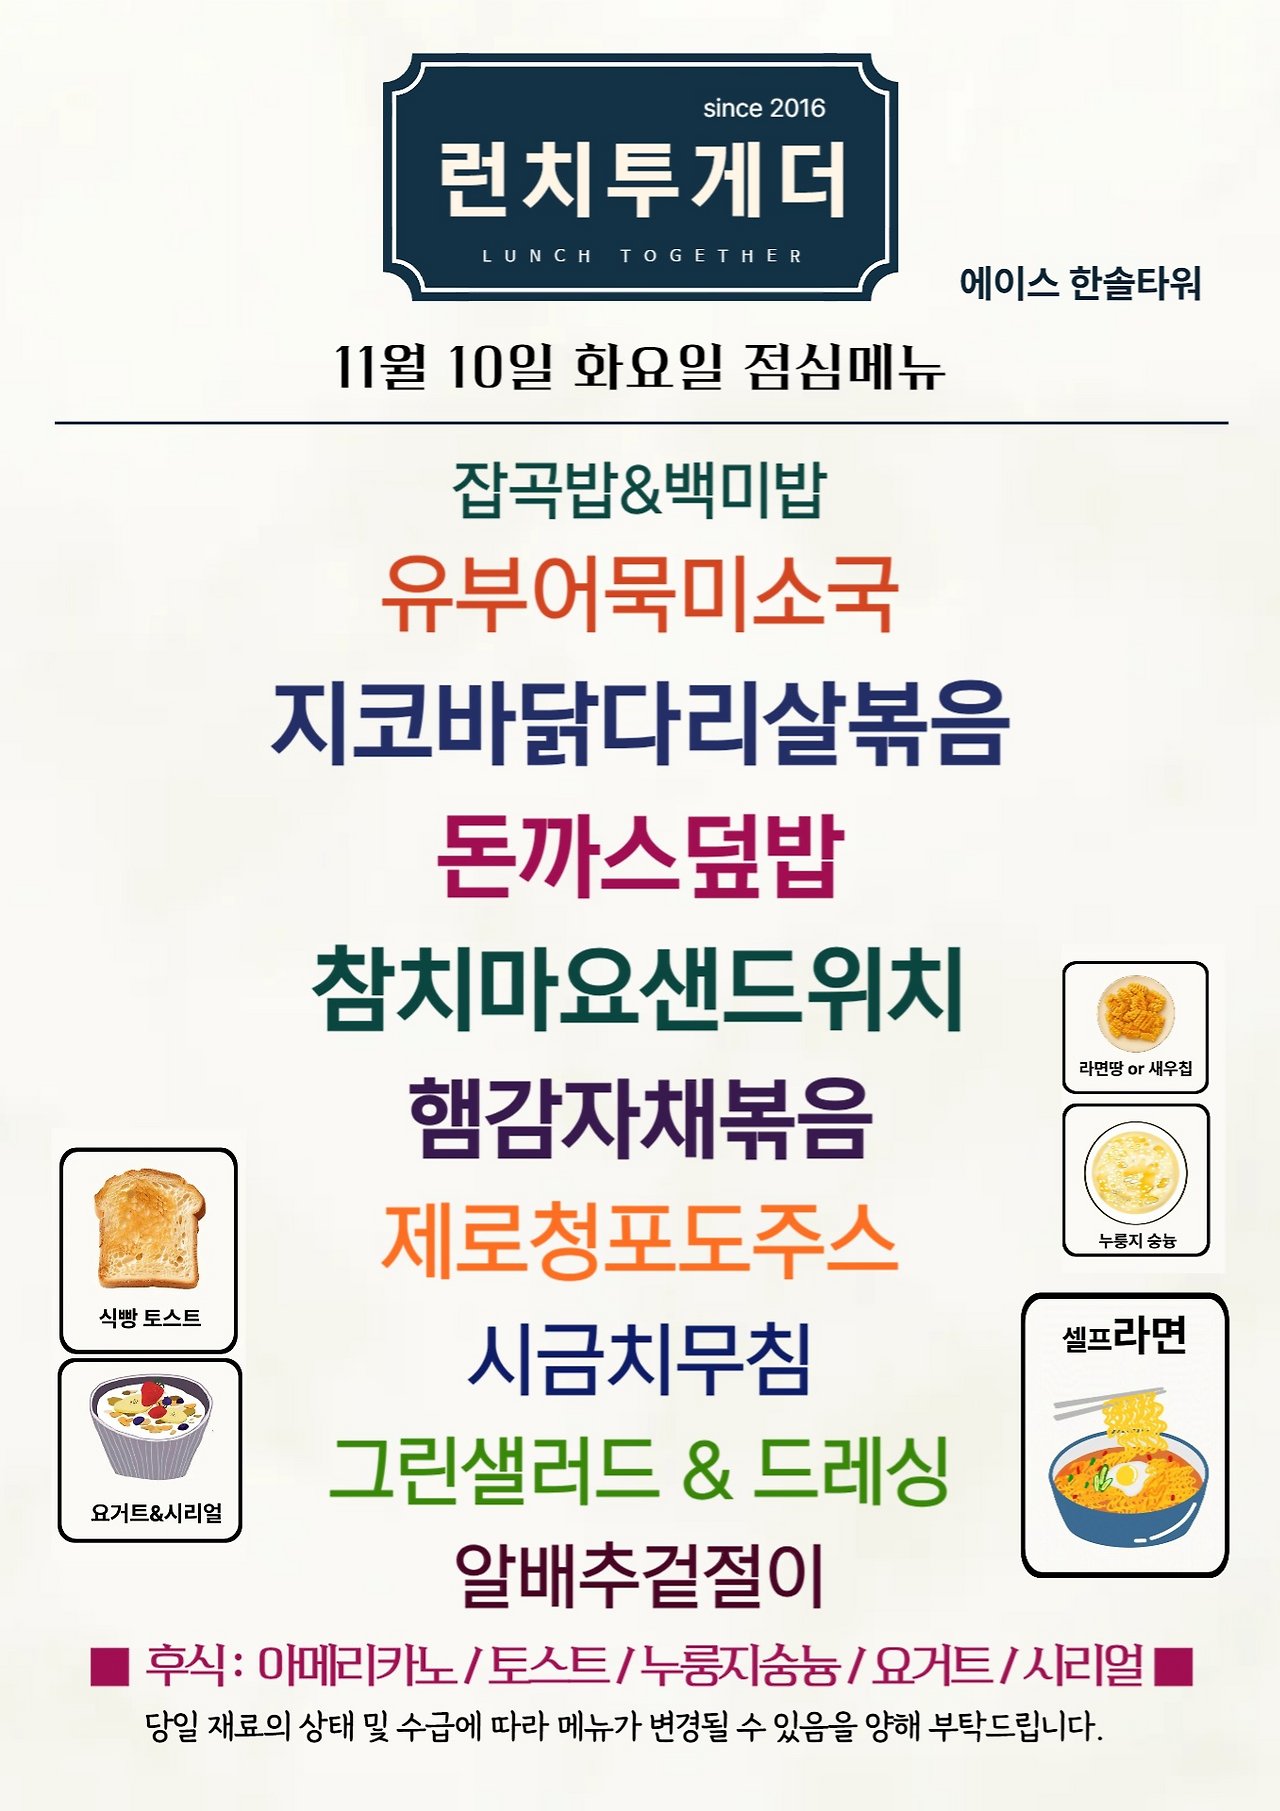 since 2016
런치투게더
LUNCH TOGETHER
에이스 한솔타워
11월 10일 화요일 점심메뉴
잡곡밥&백미밥
유부어묵미소국
지코바닭다리살볶음
돈까스덮밥
참치마요샌드위치
햄감자채볶음
제로청포도주스
시금치무침
그린샐러드 & 드레싱
알배추겉절이
식빵 토스트
요거트&시리얼
라면땅 or 새우칩
누룽지 숭늉
셀프라면
■ 후식 : 아메리카노 / 토스트 / 누룽지숭늉 / 요거트 / 시리얼 ■
당일 재료의 상태 및 수급에 따라 메뉴가 변경될 수 있음을 양해 부탁드립니다.